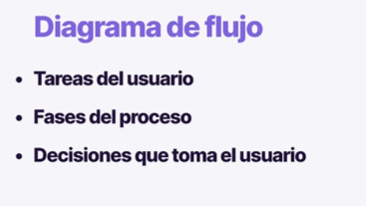 Diagrama de flujo
• Tareas del usuario
• Fases del proceso
• Decisiones que toma el usuario